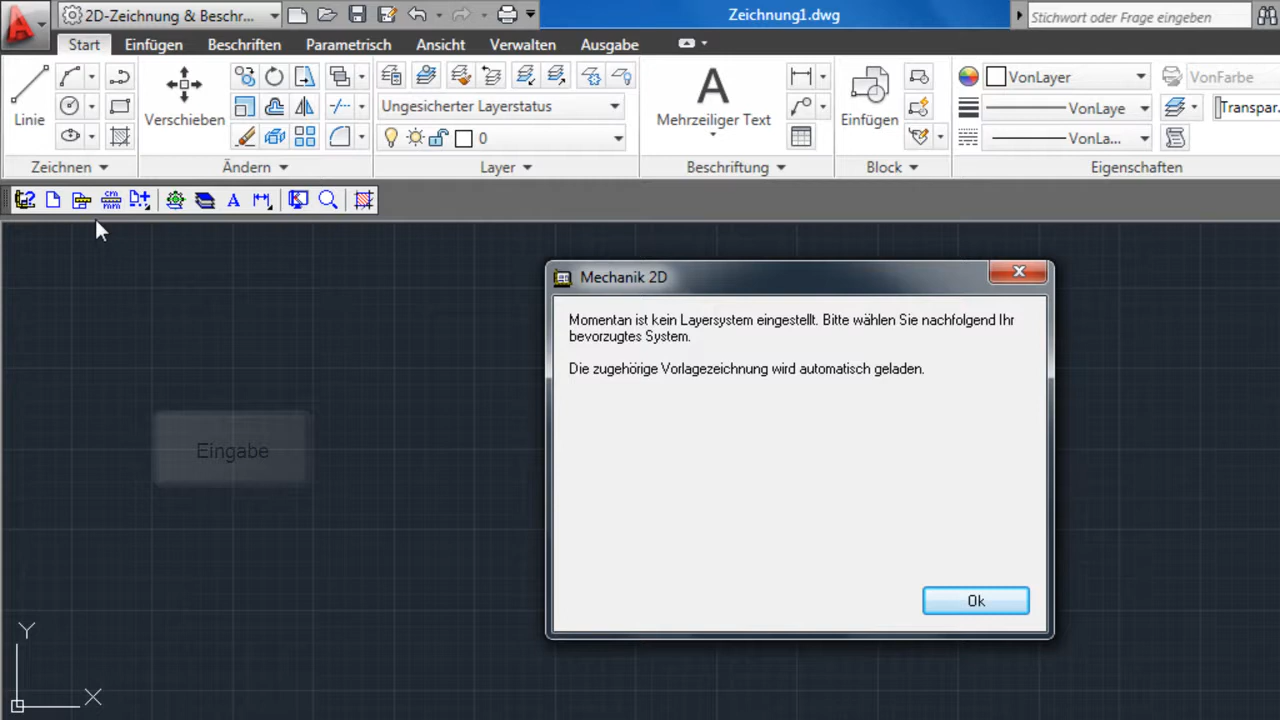 2D-Zeichnung & Beschr...
Zeichnung1.dwg
Stichwort oder Frage eingeben
Start
Einfügen
Beschriften
Parametrisch
Ansicht
Verwalten
Ausgabe
Linie
Verschieben
Ungesicherter Layerstatus
0
A
Mehrzeiliger Text
Einfügen
VonLayer
VonFarbe
VonLaye
Transpar.
VonLa...
Zeichnen
Ändern
Layer
Beschriftung
Block
Eigenschaften
cm
mm
A
Mechanik 2D
Momentan ist kein Layersystem eingestellt. Bitte wählen Sie nachfolgend Ihr
bevorzugtes System.
Die zugehörige Vorlagezeichnung wird automatisch geladen.
Eingabe
Ok
Y
X